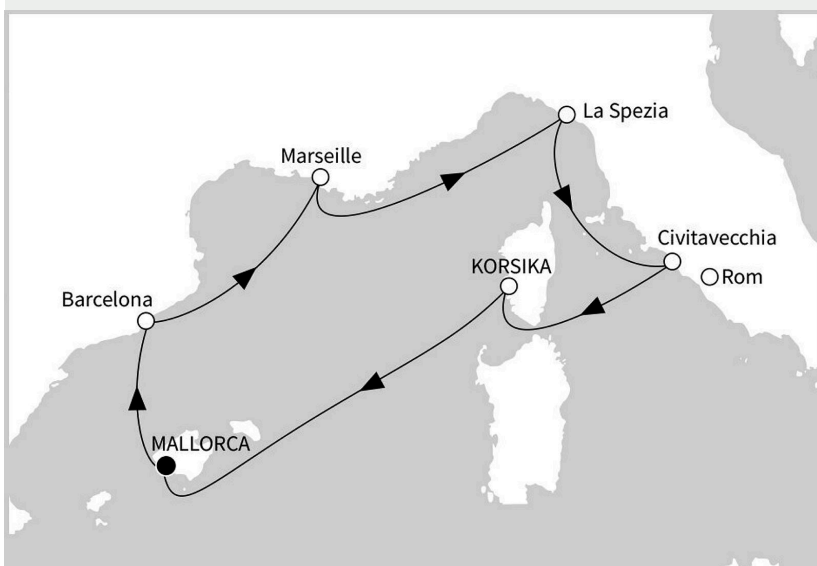 La Spezia
Marseille
Civitavecchia
KORSIKA
Rom
Barcelona
MALLORCA